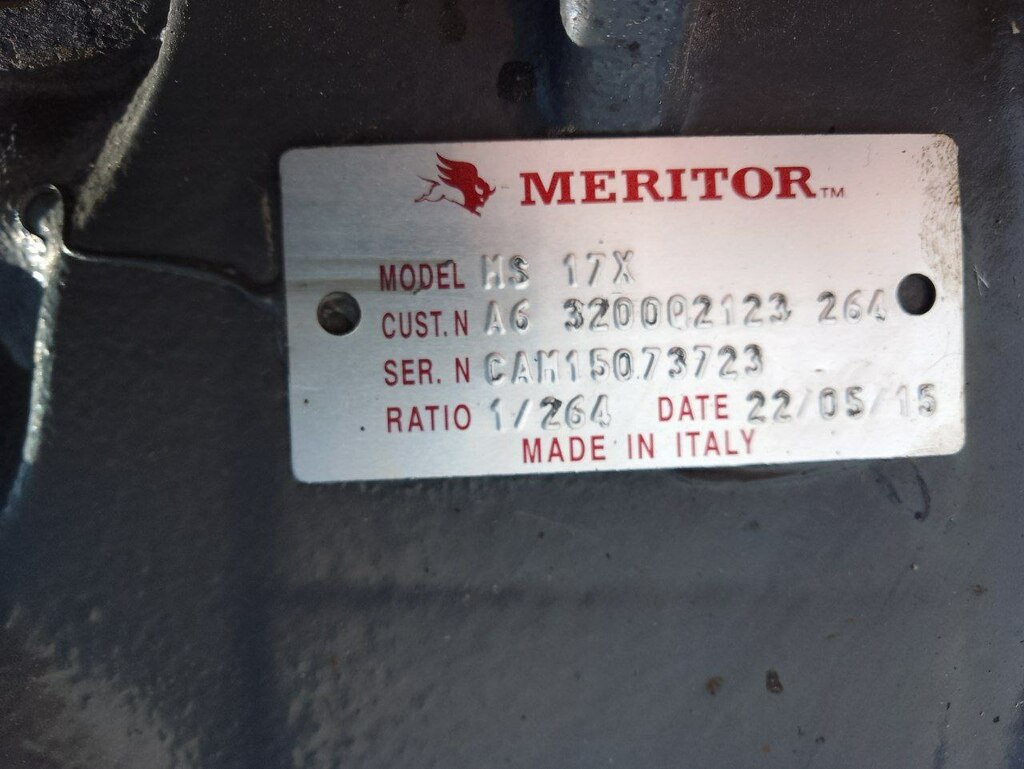 MERITOR™
MODEL MS 17X
CUST.N A6 3200Q2123 264
SER. N CAM15073723
RATIO 1/264 DATE 22/05/15
MADE IN ITALY